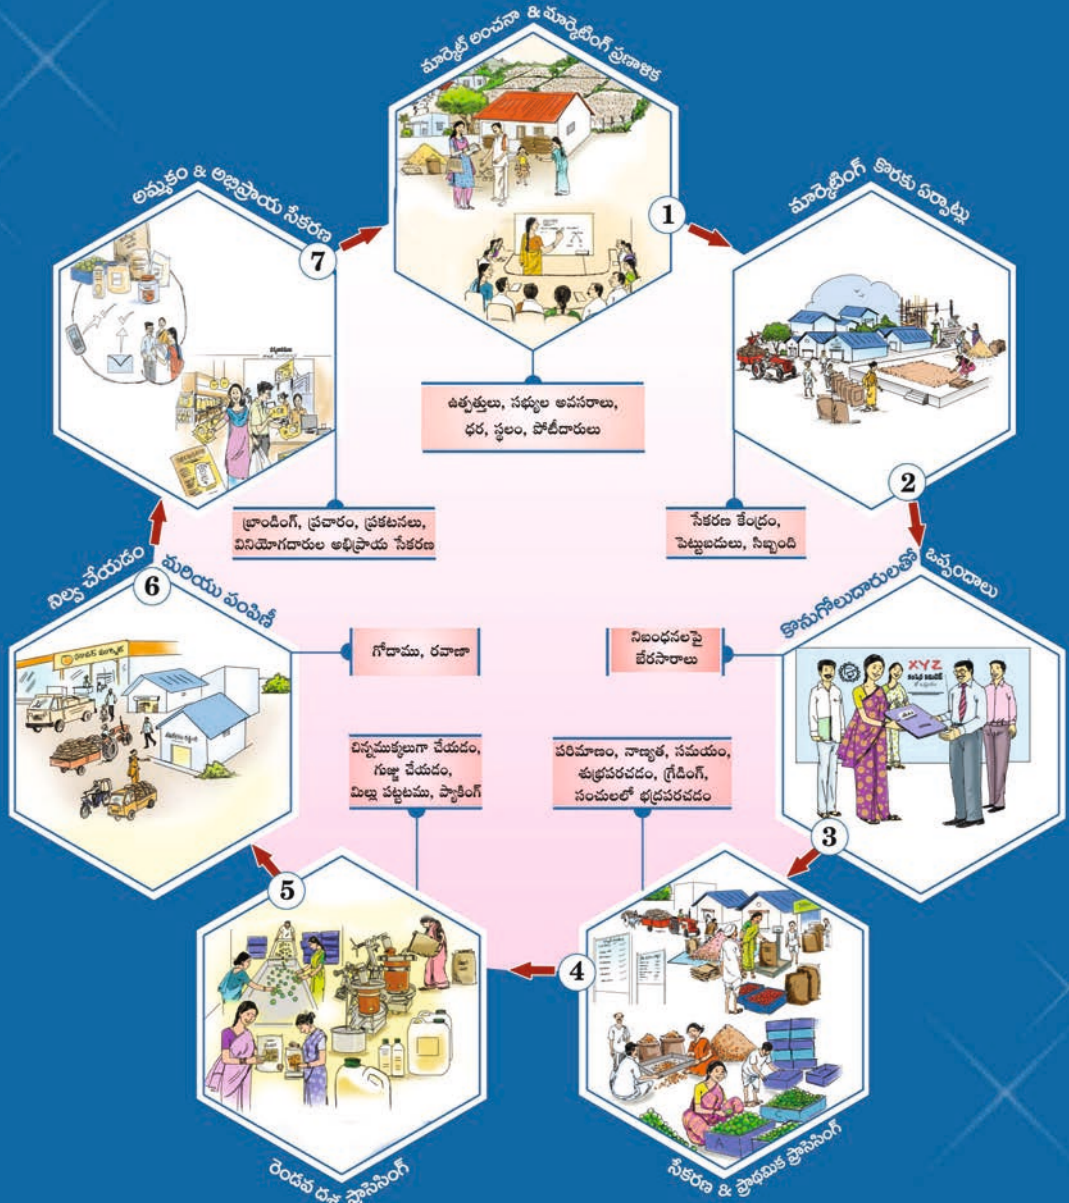 మార్కెట్ అంచనా & మార్కెటింగ్ ప్రణాళిక
1
ఉత్పత్తులు, సభ్యుల అవసరాలు,
ధర, స్థలం, పోటీదారులు
మార్కెటింగ్ కొరకు ఏర్పాట్లు
2
సేకరణ కేంద్రం,
పెట్టుబదులు, సిబ్బంది
కొనుగోలుదారులతో ఒప్పందాలు
3
XYZ
నిబంధనలపై
బేరసారాలు
సేకరణ & ప్రాథమిక ప్రాసెసింగ్
4
పరిమాణం, నాణ్యత, సమయం,
శుభ్రపరచడం, గ్రేడింగ్,
సంచులలో భద్రపరచడం
A
C
రెండవ దశ ప్రాసెసింగ్
5
చిన్నముక్కలుగా చేయడం,
గుజ్జు చేయడం,
మిల్లు పట్టటము, ప్యాకింగ్
నిల్వ చేయడం మరియు పంపిణీ
6
గోదాము, రవాణా
అమ్మకం & అభిప్రాయ సేకరణ
7
బ్రాండింగ్, ప్రచారం, ప్రకటనలు,
వినియోగదారుల అభిప్రాయ సేకరణ